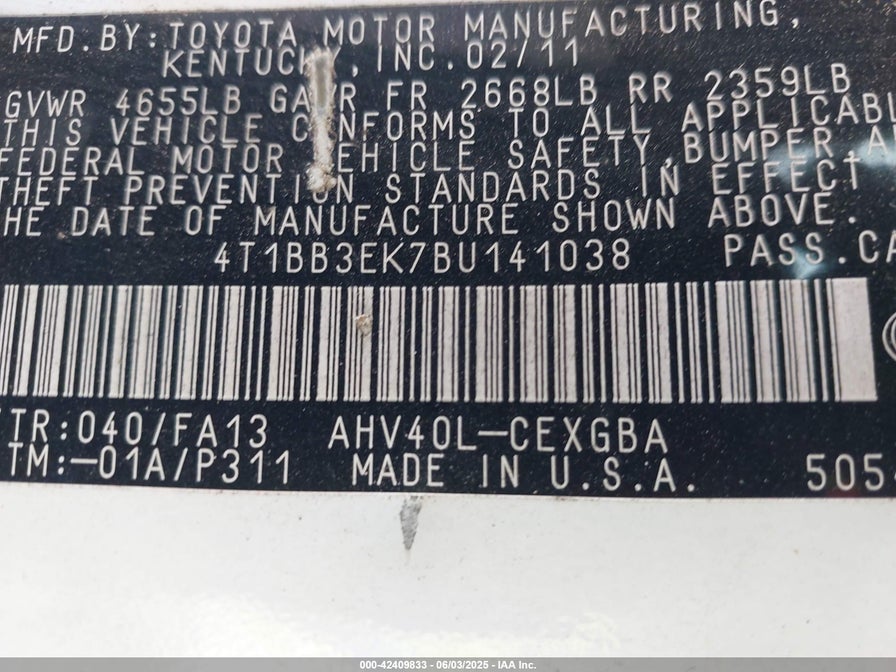 MFD.BY:TOYOTA MOTOR MANUFACTURING,
KENTUCKY, INC.02/11
GVWR 4655LB GAWR FR 2668LB RR 2359LB
THIS VEHICLE CONFORMS TO ALL APPLICABL
FEDERAL MOTOR VEHICLE SAFETY,BUMPER,AN
THEFT PREVENTION STANDARDS IN EFFECT
THE DATE OF MANUFACTURE SHOWN ABOVE.
4T1BB3EK7BU141038 PASS.CA
TR:040/FA13 AHV40L-CEXGBA
TM:-01A/P311 MADE IN U.S.A. 505
000-42409833 - 06/03/2025 - IAA Inc.